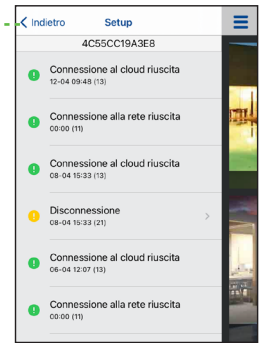 Indietro Setup
4C55CC19A3E8
Connessione al cloud riuscita
12-04 09:48 (13)
Connessione alla rete riuscita
00:00 (11)
Connessione al cloud riuscita
08-04 15:33 (13)
Disconnessione
08-04 15:33 (21)
Connessione al cloud riuscita
06-04 12:07 (13)
Connessione alla rete riuscita
00:00 (11)